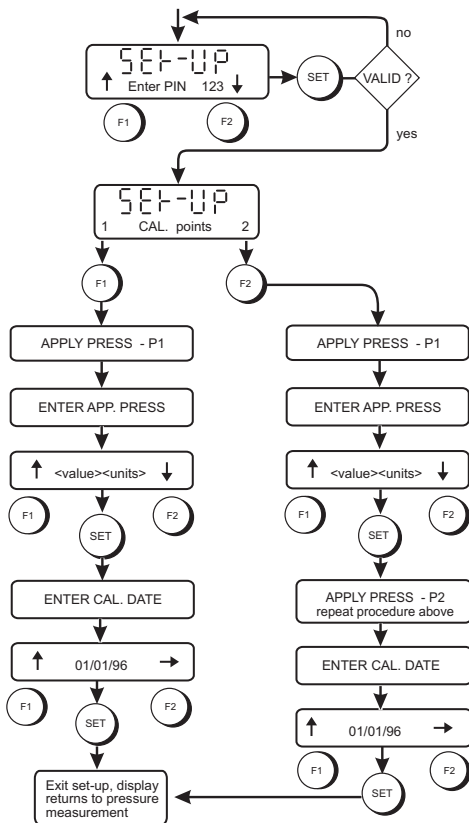 no
SEt-UP
Enter PIN 123
SET
VALID ?
F1
F2
yes
SEt-UP
1 CAL. points 2
F1
F2
APPLY PRESS - P1
ENTER APP. PRESS
<value><units>
F1
F2
SET
ENTER CAL. DATE
01/01/96
F1
F2
SET
Exit set-up, display
returns to pressure
measurement
APPLY PRESS - P1
ENTER APP. PRESS
<value><units>
F1
F2
SET
APPLY PRESS - P2
repeat procedure above
ENTER CAL. DATE
01/01/96
F1
F2
SET